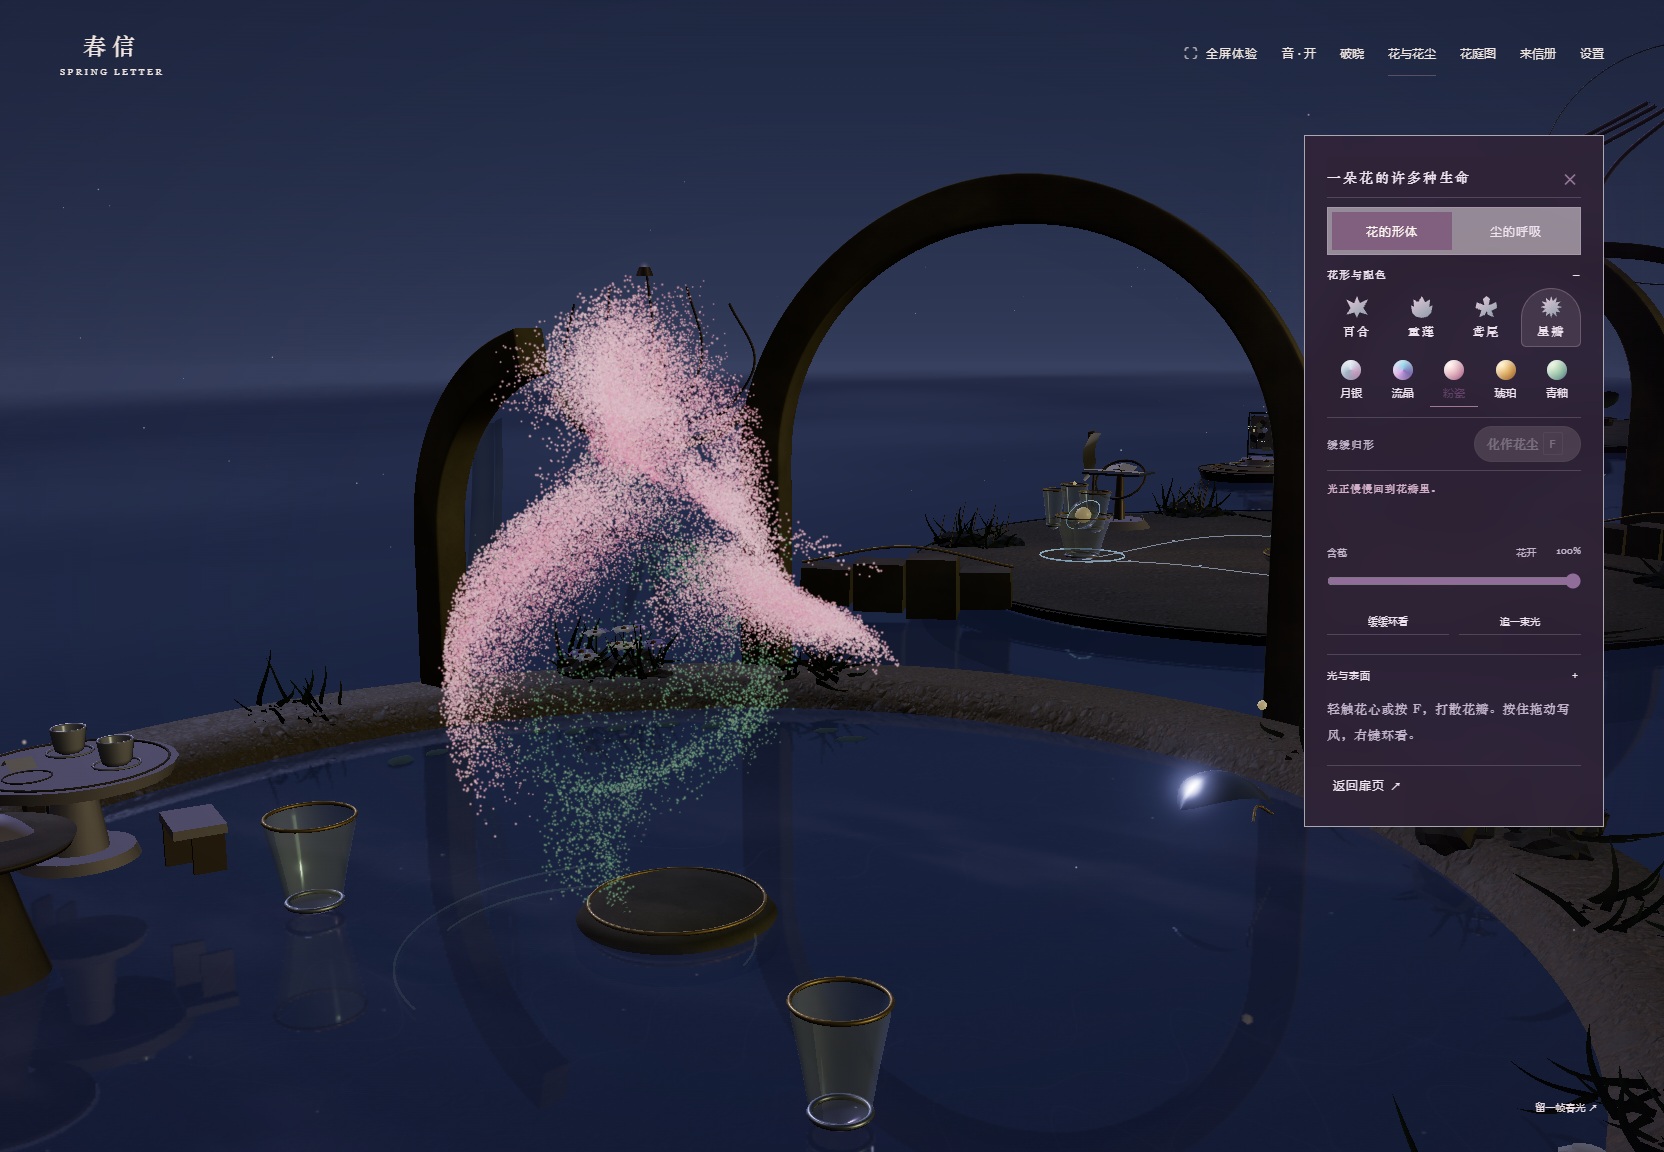 春信
SPRING LETTER
全屏体验 音·开 破晓 花与花尘 花庭图 来信册 设置
一朵花的许多种生命
花的形体 尘的呼吸
花形与配色
百合 重莲 鸢尾 星瓣
月银 流晶 粉瓷 琥珀 青釉
缓缓归形 化作花尘 F
光正慢慢回到花瓣里。
含苞 花开 100%
缓缓环看 追一束光
光与表面
轻触花心或按 F，打散花瓣。按住拖动写
风，右键环看。
返回扉页 ↗
留一帧春光 ↗